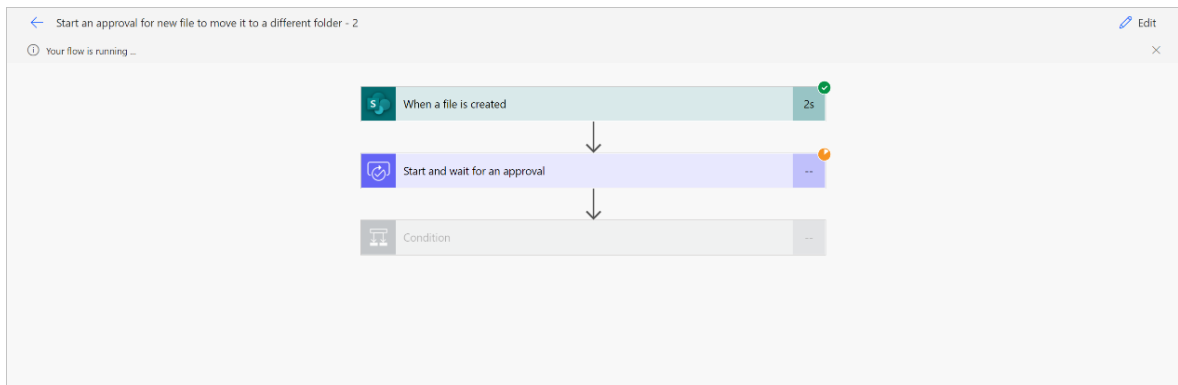 Start an approval for new file to move it to a different folder - 2
Edit
Your flow is running ...
S
When a file is created
2s
Start and wait for an approval
--
Condition
--